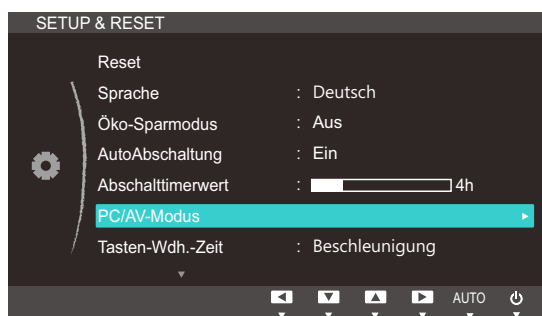 SETUP & RESET
Reset
Sprache : Deutsch
Öko-Sparmodus : Aus
AutoAbschaltung : Ein
Abschalttimerwert : 4h
PC/AV-Modus
Tasten-Wdh.-Zeit : Beschleunigung
AUTO